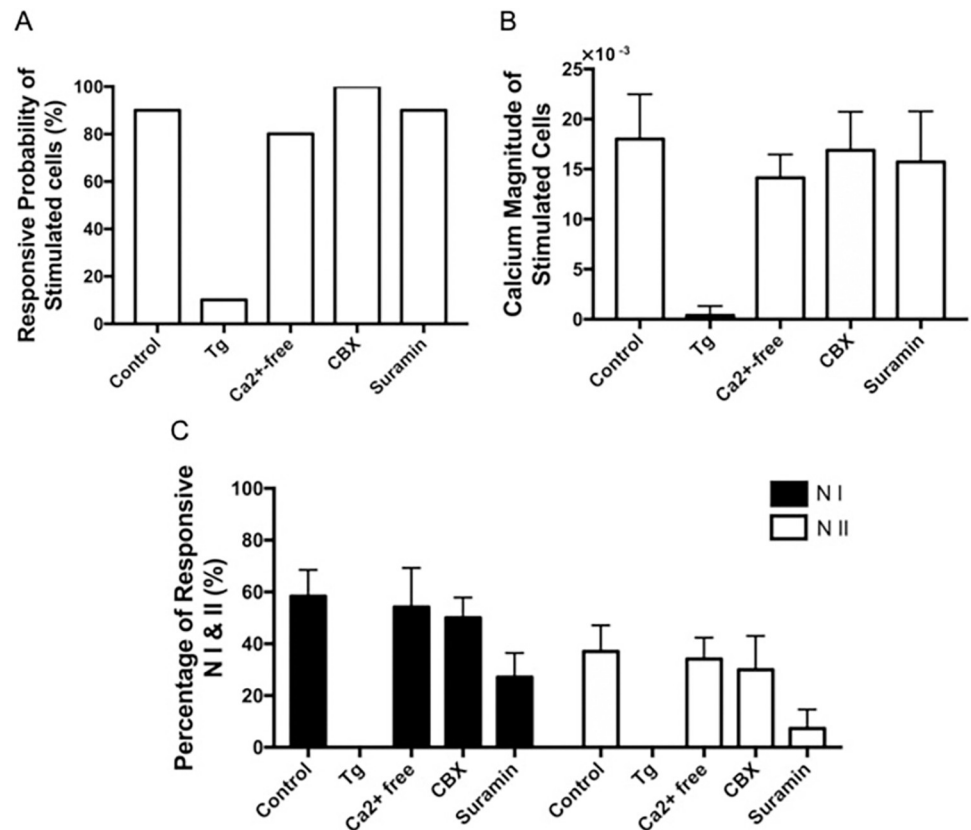 A
Responsive Probability of
Stimulated cells (%)
100
80
60
40
20
0
Control
Tg
Ca2+-free
CBX
Suramin
B
×10 -3
Calcium Magnitude of
Stimulated Cells
25
20
15
10
5
0
Control
Tg
Ca2+-free
CBX
Suramin
C
Percentage of Responsive
N I & II (%)
100
80
60
40
20
0
N I
N II
Control
Tg
Ca2+ free
CBX
Suramin
Control
Tg
Ca2+ free
CBX
Suramin